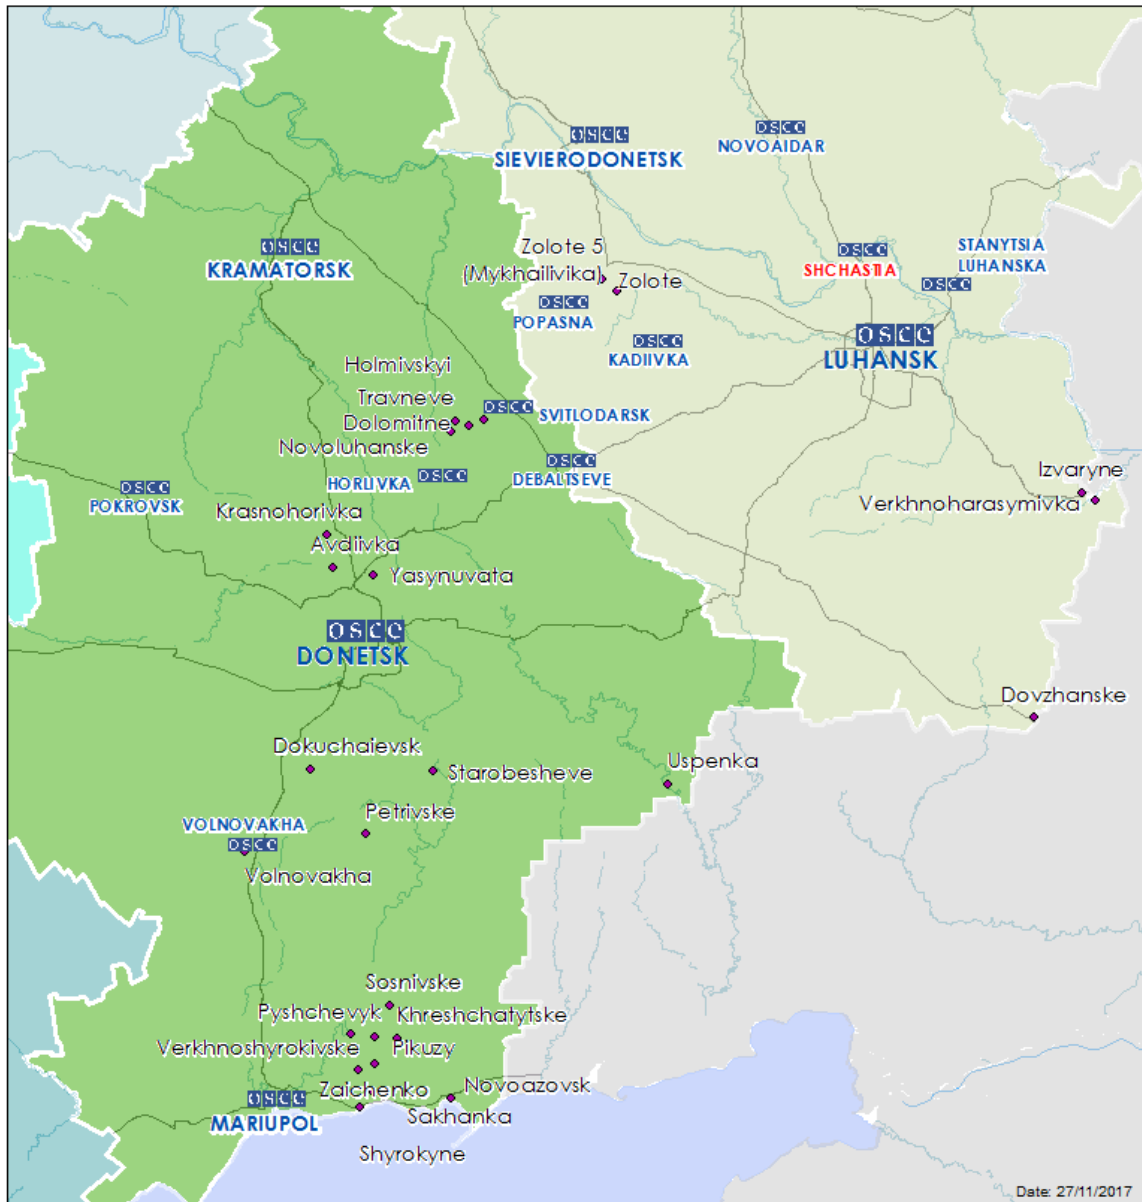 OSCE
SIEVIERODONETSK
OSCE
NOVOAIDAR
OSCE
KRAMATORSK
Zolote 5
(Mykhailivika)
Zolote
OSCE
SHCHASTIA
STANYTSIA
LUHANSKA
OSCE
OSCE
POPASNA
OSCE
KADIIVKA
OSCE
LUHANSK
Holmivskyi
Travneve
Dolomitne
Novoluhanske
OSCE
SVITLODARSK
HORLIVKA
OSCE
OSCE
DEBALTSEVE
OSCE
POKROVSK
Izvaryne
Verkhnoharasymivka
Krasnohorivka
Avdiivka
Yasynuvata
OSCE
DONETSK
Dovzhanske
Dokuchaievsk
Starobesheve
Uspenka
Petrivske
VOLNOVAKHA
OSCE
Volnovakha
Sosnivske
Pyshchevyk
Khreshchatytske
Verkhnoshyrokivske
Pikuzy
Zaichenko
Novoazovsk
OSCE
MARIUPOL
Sakhanka
Shyrokyne
Date: 27/11/2017